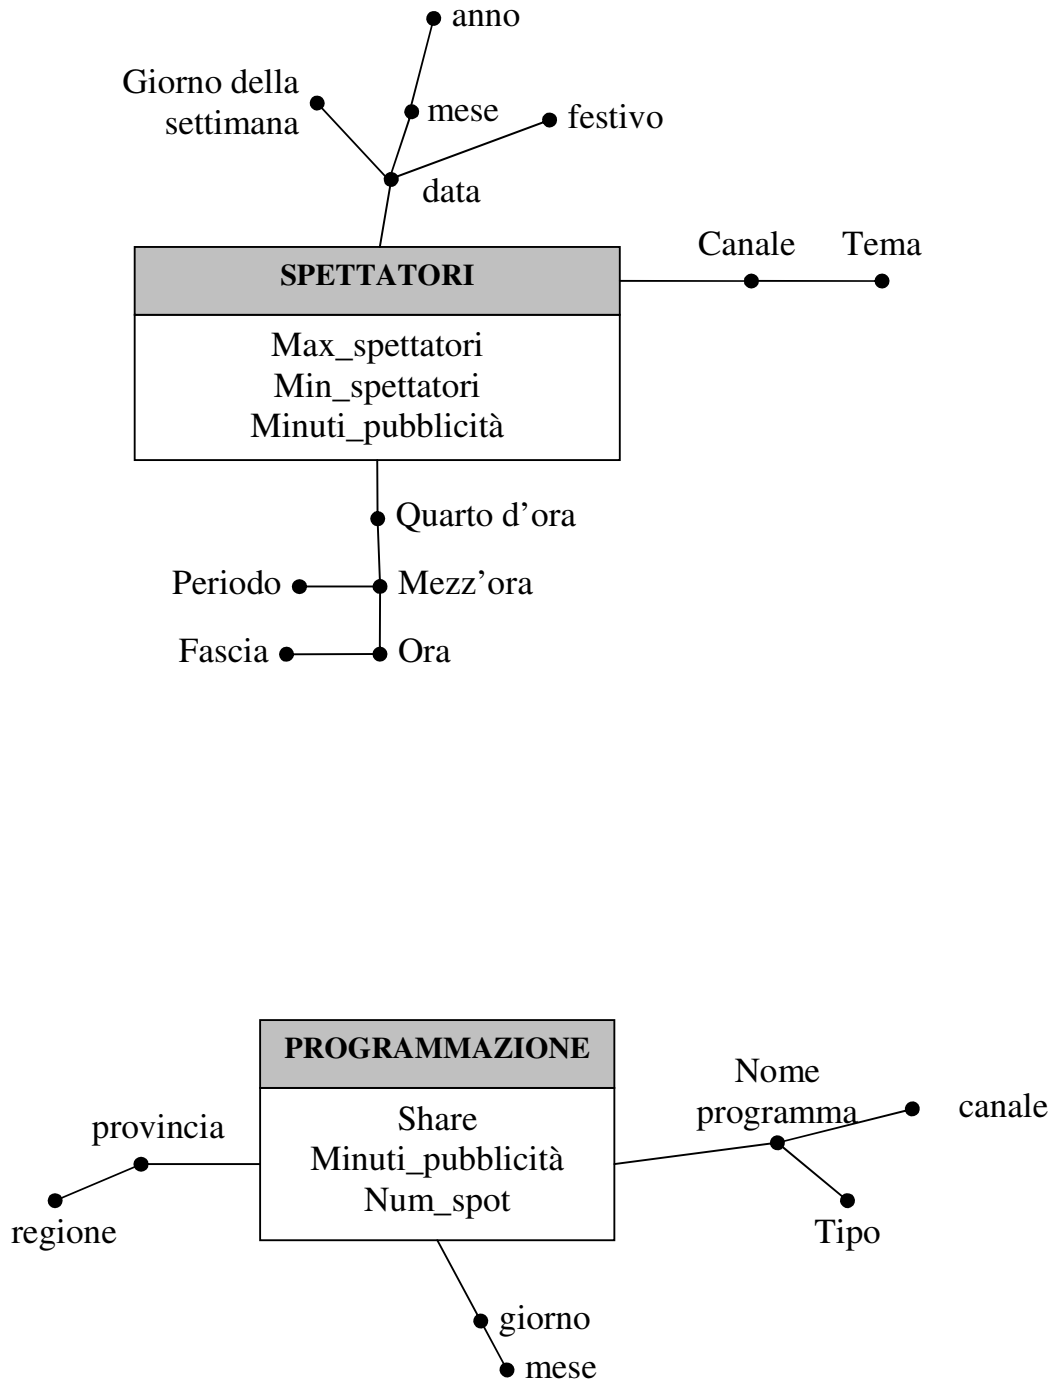 anno
Giorno della
settimana
mese
festivo
data
Canale
Tema
SPETTATORI
Max_spettatori
Min_spettatori
Minuti_pubblicità
Quarto d’ora
Periodo
Mezz’ora
Fascia
Ora
PROGRAMMAZIONE
Share
Minuti_pubblicità
Num_spot
Nome
programma
canale
Tipo
provincia
regione
giorno
mese